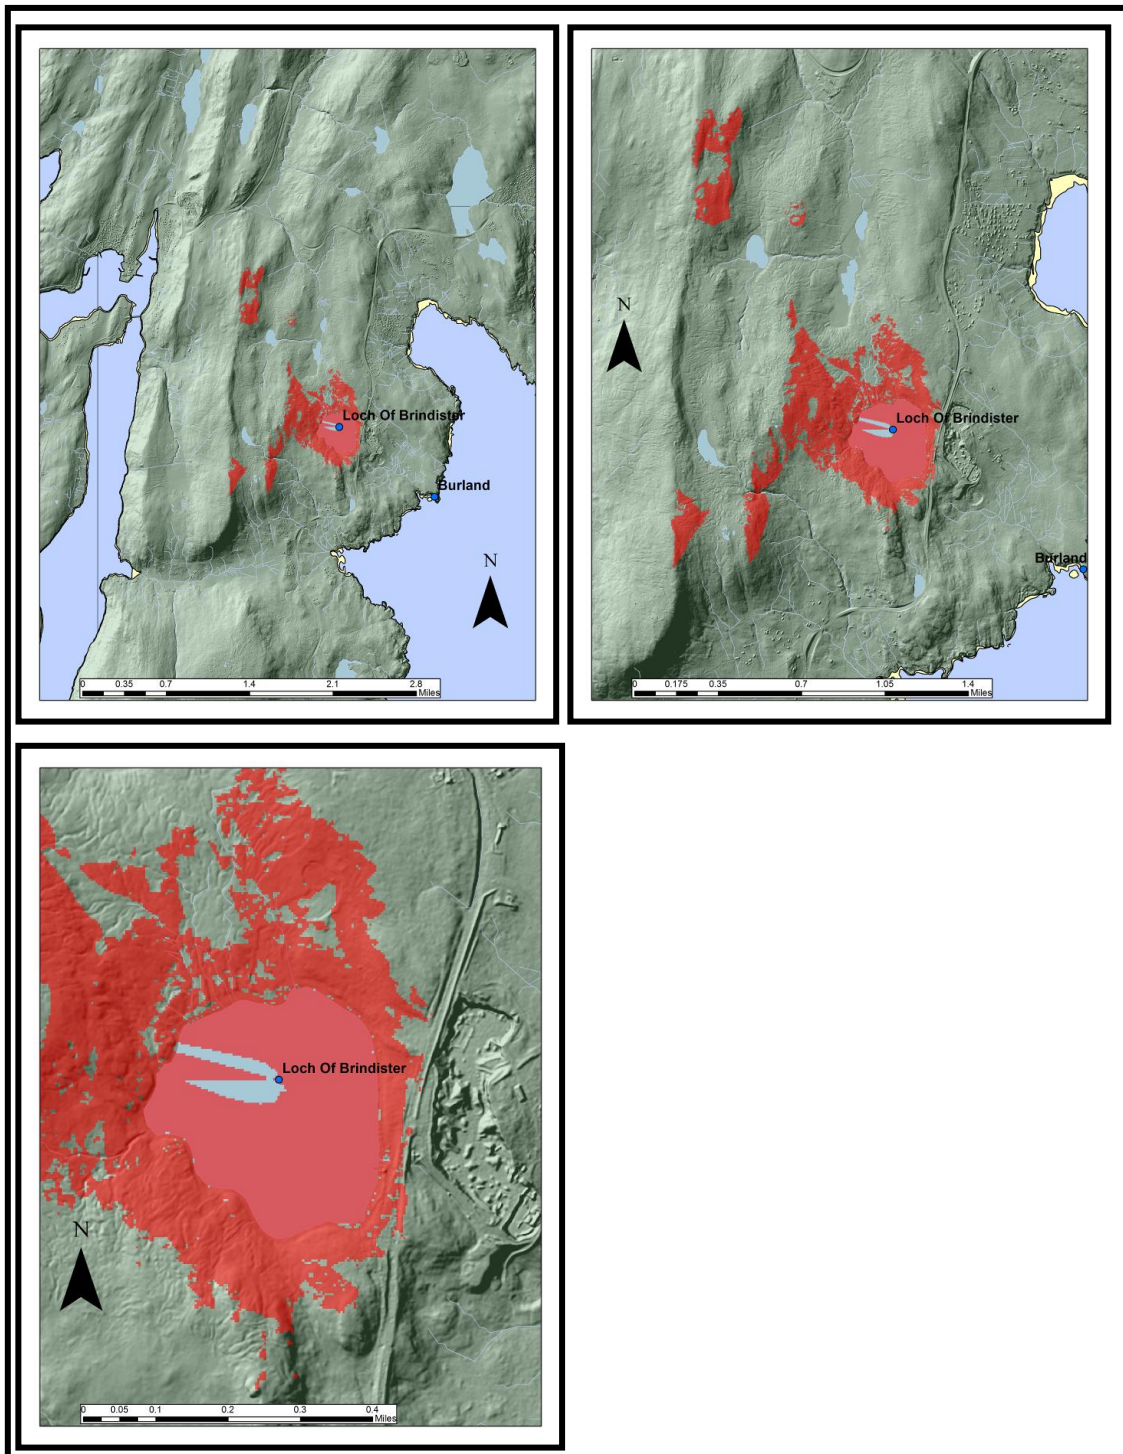 Loch Of Brindister
Burland
N
0 0.35 0.7 1.4 2.1 2.8
Miles
N
Loch Of Brindister
Burland
0 0.175 0.35 0.7 1.05 1.4
Miles
Loch Of Brindister
N
0 0.05 0.1 0.2 0.3 0.4
Miles